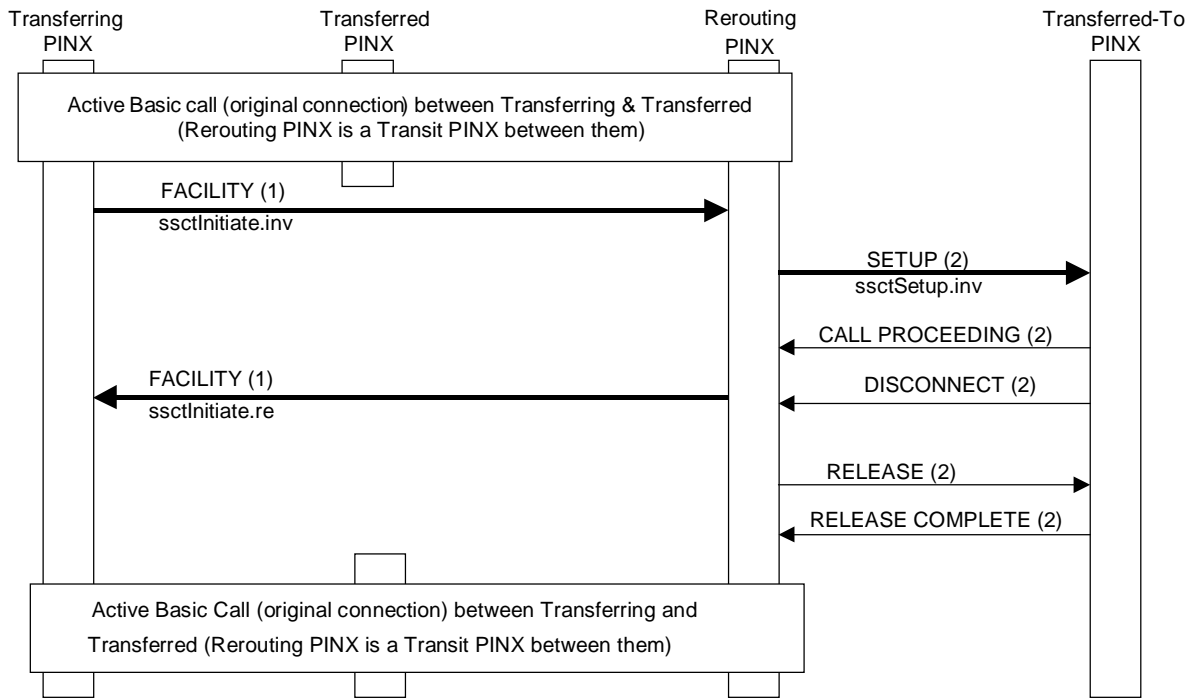 Transferring
PINX
Transferred
PINX
Rerouting
PINX
Transferred-To
PINX
Active Basic call (original connection) between Transferring & Transferred
(Rerouting PINX is a Transit PINX between them)
FACILITY (1)
ssctInitiate.inv
SETUP (2)
ssctSetup.inv
CALL PROCEEDING (2)
FACILITY (1)
ssctInitiate.re
DISCONNECT (2)
RELEASE (2)
RELEASE COMPLETE (2)
Active Basic Call (original connection) between Transferring and
Transferred (Rerouting PINX is a Transit PINX between them)